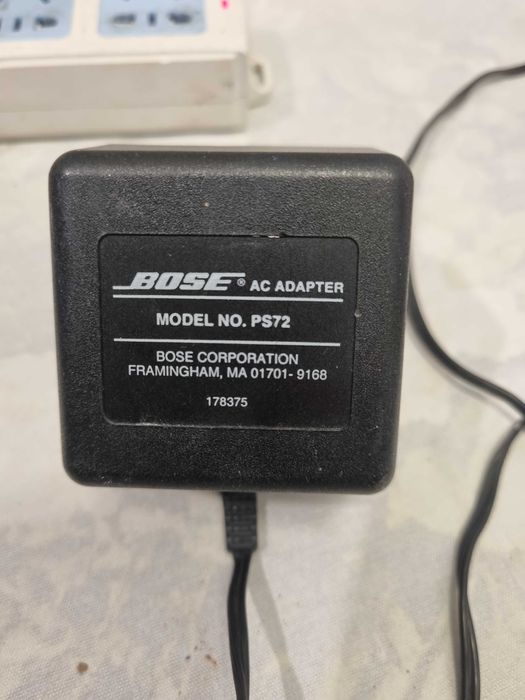 BOSE® AC ADAPTER
MODEL NO. PS72
BOSE CORPORATION
FRAMINGHAM, MA 01701- 9168
178375